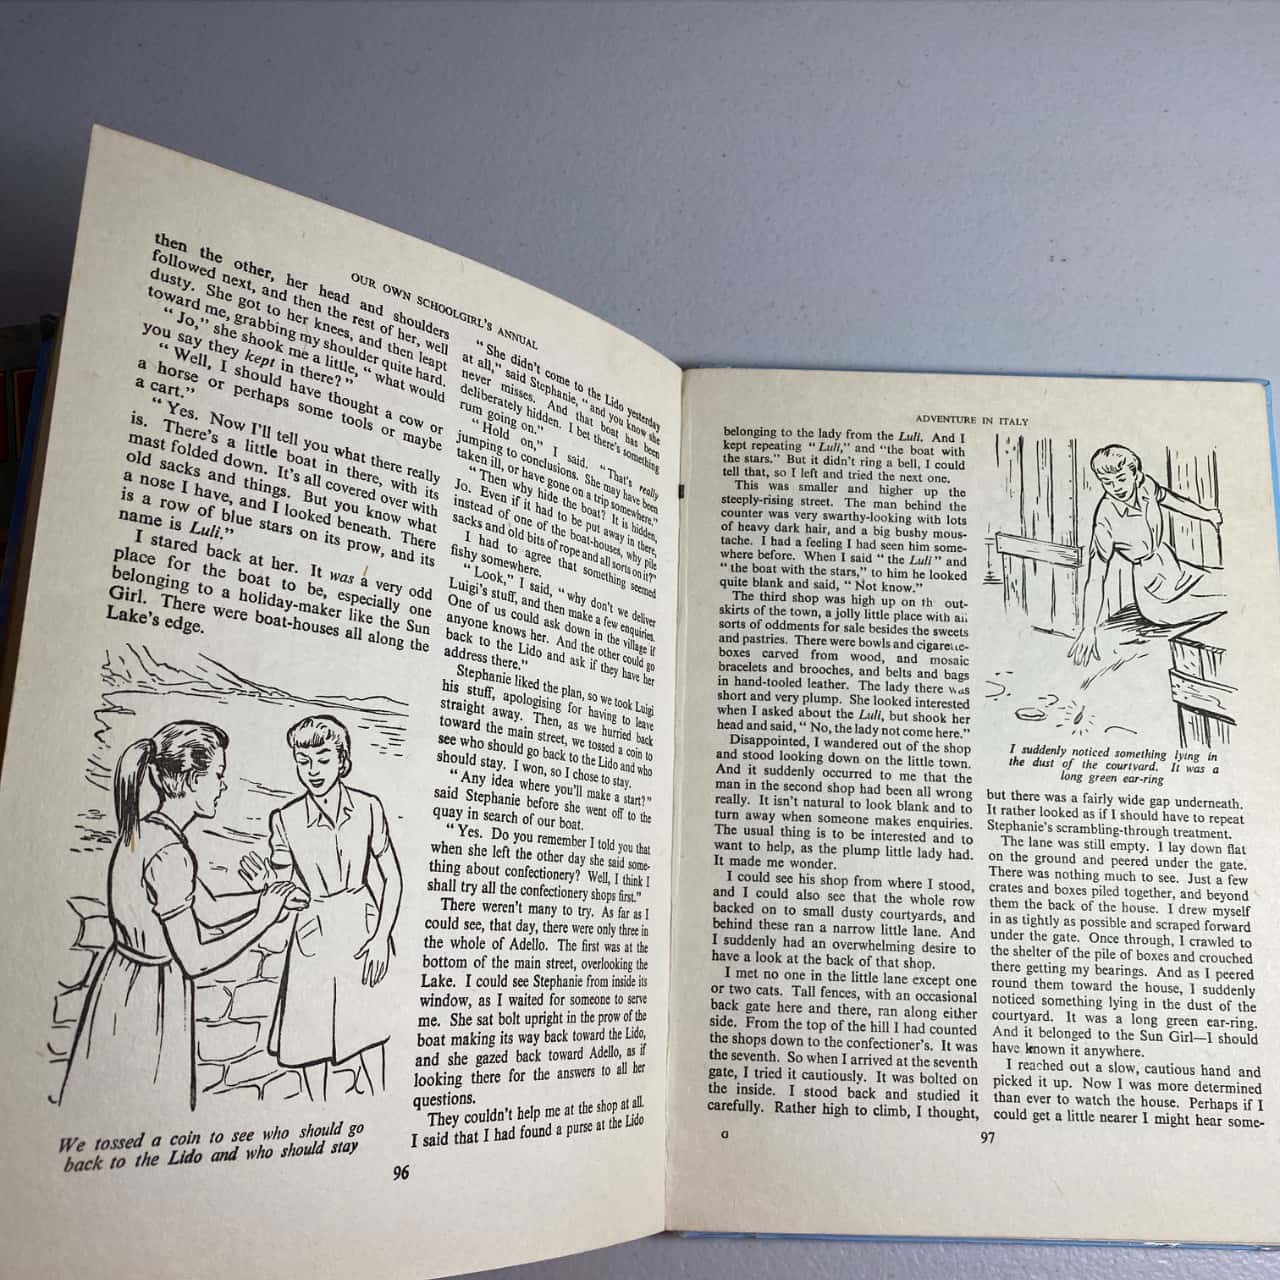 OUR OWN SCHOOLGIRL'S ANNUAL
then the other, her head and shoulders
followed next, and then the rest of her, well
dusty. She got to her knees, and then leapt
toward me, grabbing my shoulder quite hard.
"Jo," she shook me a little, "what would
you say they kept in there?"
"Well, I should have thought a cow or
a horse or perhaps some tools or maybe
a cart."
"Yes. Now I'll tell you what there really
is. There's a little boat in there, with its
mast folded down. It's all covered over with
old sacks and things. But you know what
a nose I have, and I looked beneath. There
is a row of blue stars on its prow, and its
name is Luli."
I stared back at her. It was a very odd
place for the boat to be, especially one
belonging to a holiday-maker like the Sun
Girl. There were boat-houses all along the
Lake's edge.
We tossed a coin to see who should go
back to the Lido and who should stay
"She didn't come to the Lido yesterday
at all," said Stephanie, "and you know she
never misses. And that boat has been
deliberately hidden. I bet there's something
rum going on."
"Hold on," I said. "That's really
jumping to conclusions. She may have been
taken ill, or have gone on a trip somewhere."
"Then why hide the boat? It is hidden,
Jo. Even if it had to be put away in there,
instead of one of the boat-houses, why pile
sacks and old bits of rope and all sorts on it?"
I had to agree that something seemed
fishy somewhere.
"Look," I said, "why don't we deliver
Luigi's stuff, and then make a few enquiries.
One of us could ask down in the village if
anyone knows her. And the other could go
back to the Lido and ask if they have her
address there."
Stephanie liked the plan, so we took Luigi
his stuff, apologising for having to leave
straight away. Then, as we hurried back
toward the main street, we tossed a coin to
see who should go back to the Lido and who
should stay. I won, so I chose to stay.
"Any idea where you'll make a start?"
said Stephanie before she went off to the
quay in search of our boat.
"Yes. Do you remember I told you that
when she left the other day she said some-
thing about confectionery? Well, I think I
shall try all the confectionery shops first."
There weren't many to try. As far as I
could see, that day, there were only three in
the whole of Adello. The first was at the
bottom of the main street, overlooking the
Lake. I could see Stephanie from inside its
window, as I waited for someone to serve
me. She sat bolt upright in the prow of the
boat making its way back toward the Lido,
and she gazed back toward Adello, as if
looking there for the answers to all her
questions.
They couldn't help me at the shop at all.
I said that I had found a purse at the Lido
96
ADVENTURE IN ITALY
belonging to the lady from the Luli. And I
kept repeating "Luli," and "the boat with
the stars." But it didn't ring a bell, I could
tell that, so I left and tried the next one.
This was smaller and higher up the
steeply-rising street. The man behind the
counter was very swarthy-looking with lots
of heavy dark hair, and a big bushy mous-
tache. I had a feeling I had seen him some-
where before. When I said "the Luli" and
"the boat with the stars," to him he looked
quite blank and said, "Not know."
The third shop was high up on th out-
skirts of the town, a jolly little place with all
sorts of oddments for sale besides the sweets
and pastries. There were bowls and cigarette-
boxes carved from wood, and mosaic
bracelets and brooches, and belts and bags
in hand-tooled leather. The lady there was
short and very plump. She looked interested
when I asked about the Luli, but shook her
head and said, "No, the lady not come here."
Disappointed, I wandered out of the shop
and stood looking down on the little town.
And it suddenly occurred to me that the
man in the second shop had been all wrong
really. It isn't natural to look blank and to
turn away when someone makes enquiries.
The usual thing is to be interested and to
want to help, as the plump little lady had.
It made me wonder.
I could see his shop from where I stood,
and I could also see that the whole row
backed on to small dusty courtyards, and
behind these ran a narrow little lane. And
I suddenly had an overwhelming desire to
have a look at the back of that shop.
I met no one in the little lane except one
or two cats. Tall fences, with an occasional
back gate here and there, ran along either
side. From the top of the hill I had counted
the shops down to the confectioner's. It was
the seventh. So when I arrived at the seventh
gate, I tried it cautiously. It was bolted on
the inside. I stood back and studied it
carefully. Rather high to climb, I thought,
I suddenly noticed something lying in
the dust of the courtyard. It was a
long green ear-ring
but there was a fairly wide gap underneath.
It rather looked as if I should have to repeat
Stephanie's scrambling-through treatment.
The lane was still empty. I lay down flat
on the ground and peered under the gate.
There was nothing much to see. Just a few
crates and boxes piled together, and beyond
them the back of the house. I drew myself
in as tightly as possible and scraped forward
under the gate. Once through, I crawled to
the shelter of the pile of boxes and crouched
there getting my bearings. And as I peered
round them toward the house, I suddenly
noticed something lying in the dust of the
courtyard. It was a long green ear-ring.
And it belonged to the Sun Girl—I should
have known it anywhere.
I reached out a slow, cautious hand and
picked it up. Now I was more determined
than ever to watch the house. Perhaps if I
could get a little nearer I might hear some-
G
97